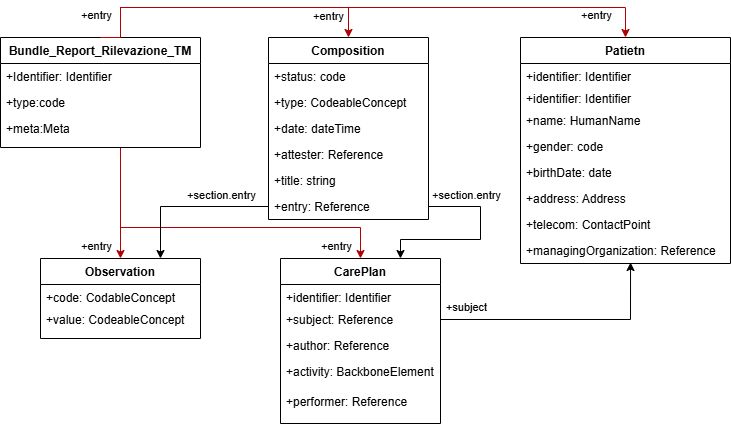 +entry
+entry
+entry
Bundle_Report_Rilevazione_TM
+Identifier: Identifier
+type:code
+meta:Meta
Composition
+status: code
+type: CodeableConcept
+date: dateTime
+attester: Reference
+title: string
+entry: Reference
Patietn
+identifier: Identifier
+identifier: Identifier
+name: HumanName
+gender: code
+birthDate: date
+address: Address
+telecom: ContactPoint
+managingOrganization: Reference
+section.entry
+section.entry
+entry
+entry
Observation
+code: CodableConcept
+value: CodeableConcept
CarePlan
+identifier: Identifier
+subject: Reference
+author: Reference
+activity: BackboneElement
+performer: Reference
+subject